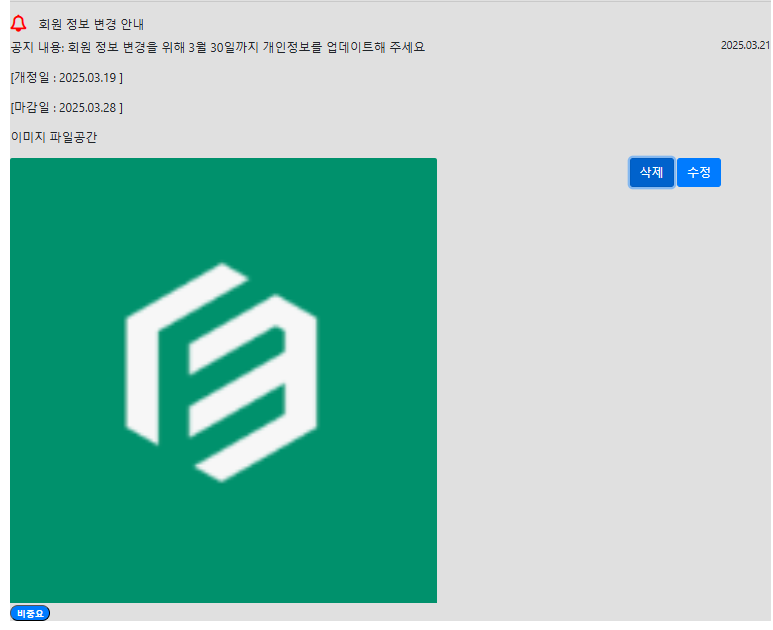 회원 정보 변경 안내
공지 내용: 회원 정보 변경을 위해 3월 30일까지 개인정보를 업데이트해 주세요
2025.03.21
[개정일 : 2025.03.19 ]
[마감일 : 2025.03.28 ]
이미지 파일공간
삭제 수정
비중요